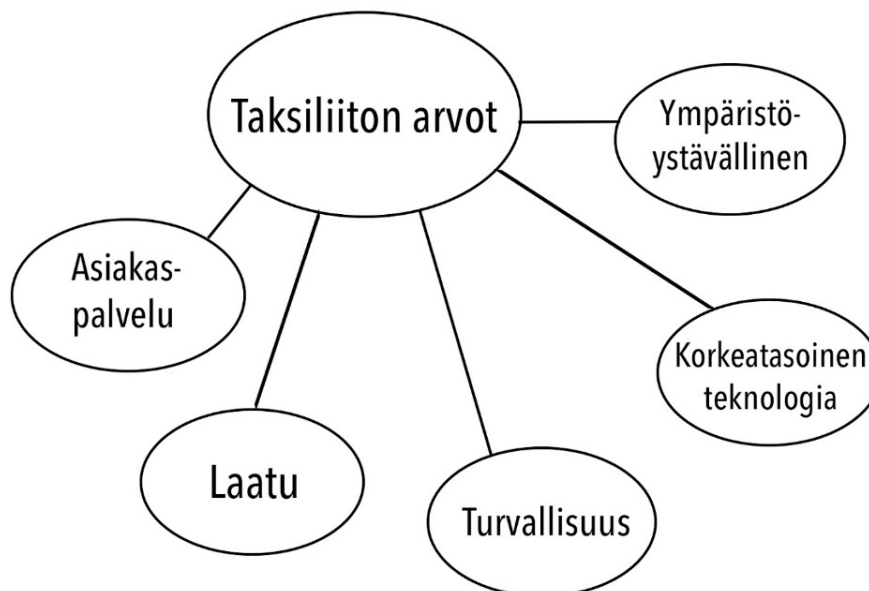 Taksiliiton arvot
Ympäristö-
ystävällinen
Asiakas-
palvelu
Korkeatasoinen
teknologia
Laatu
Turvallisuus